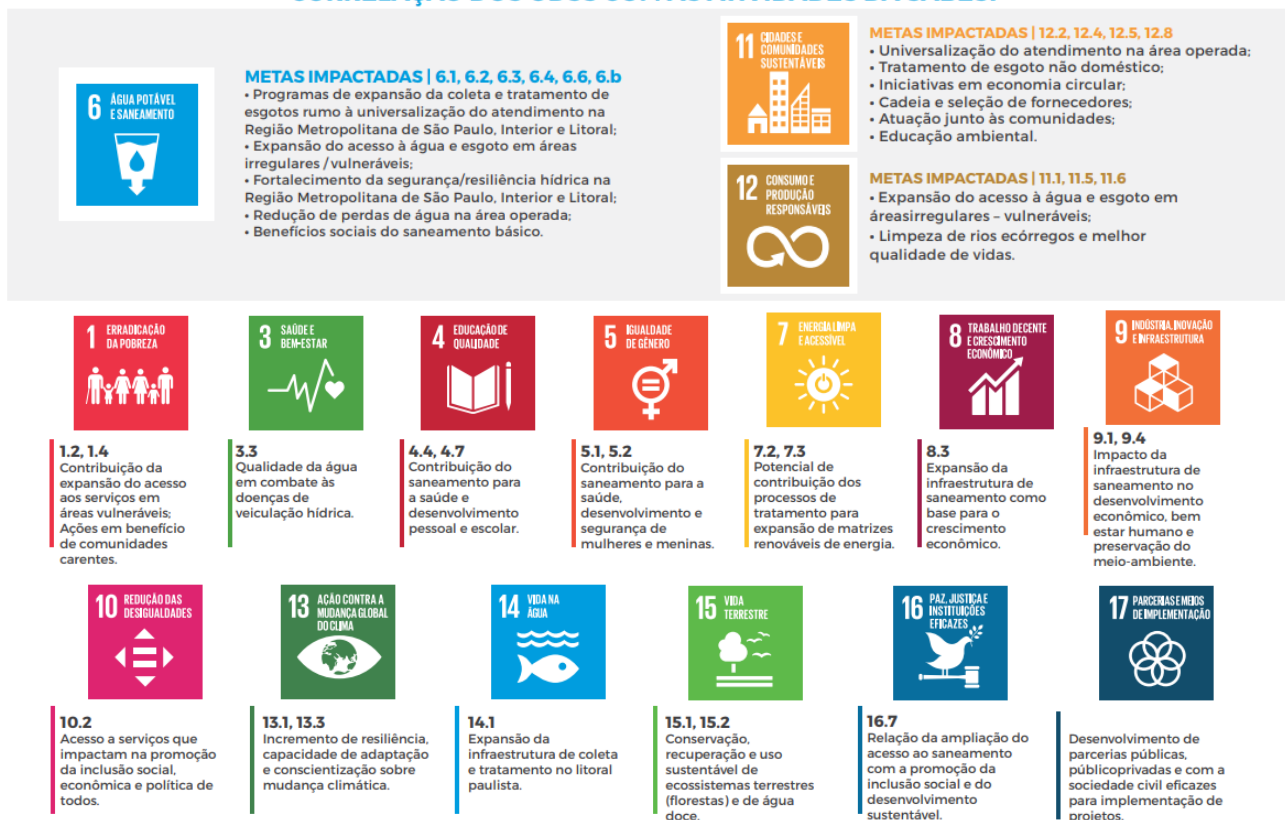 6 ÁGUA POTÁVEL
E SANEAMENTO
METAS IMPACTADAS | 6.1, 6.2, 6.3, 6.4, 6.6, 6.b
• Programas de expansão da coleta e tratamento de
esgotos rumo à universalização do atendimento na
Região Metropolitana de São Paulo, Interior e Litoral;
• Expansão do acesso à água e esgoto em áreas
irregulares / vulneráveis;
• Fortalecimento da segurança/resiliência hídrica na
Região Metropolitana de São Paulo, Interior e Litoral;
• Redução de perdas de água na área operada;
• Benefícios sociais do saneamento básico.
11 CIDADES E
COMUNIDADES
SUSTENTÁVEIS
METAS IMPACTADAS | 12.2, 12.4, 12.5, 12.8
• Universalização do atendimento na área operada;
• Tratamento de esgoto não doméstico;
• Iniciativas em economia circular;
• Cadeia e seleção de fornecedores;
• Atuação junto às comunidades;
• Educação ambiental.
12 CONSUMO E
PRODUÇÃO
RESPONSÁVEIS
METAS IMPACTADAS | 11.1, 11.5, 11.6
• Expansão do acesso à água e esgoto em
áreasirregulares – vulneráveis;
• Limpeza de rios ecórregos e melhor
qualidade de vidas.
1 ERRADICAÇÃO
DA POBREZA
1.2, 1.4
Contribuição da
expansão do acesso
aos serviços em
áreas vulneráveis;
Ações em benefício
de comunidades
carentes.
3 SAÚDE E
BEM-ESTAR
3.3
Qualidade da água
em combate às
doenças de
veiculação hídrica.
4 EDUCAÇÃO DE
QUALIDADE
4.4, 4.7
Contribuição do
saneamento para
a saúde e
desenvolvimento
pessoal e escolar.
5 IGUALDADE
DE GÊNERO
5.1, 5.2
Contribuição do
saneamento para a
saúde,
desenvolvimento e
segurança de
mulheres e meninas.
7 ENERGIA LIMPA
E ACESSÍVEL
7.2, 7.3
Potencial de
contribuição dos
processos de
tratamento para
expansão de matrizes
renováveis de energia.
8 TRABALHO DECENTE
E CRESCIMENTO
ECONÔMICO
8.3
Expansão da
infraestrutura de
saneamento como
base para o
crescimento
econômico.
9 INDÚSTRIA, INOVAÇÃO
E INFRAESTRUTURA
9.1, 9.4
Impacto da
infraestrutura de
saneamento no
desenvolvimento
econômico, bem
estar humano e
preservação do
meio-ambiente.
10 REDUÇÃO DAS
DESIGUALDADES
10.2
Acesso a serviços que
impactam na promoção
da inclusão social,
econômica e política de
todos.
13 AÇÃO CONTRA A
MUDANÇA GLOBAL
DO CLIMA
13.1, 13.3
Incremento de resiliência,
capacidade de adaptação
e conscientização sobre
mudança climática.
14 VIDA NA
ÁGUA
14.1
Expansão da
infraestrutura de coleta
e tratamento no litoral
paulista.
15 VIDA
TERRESTRE
15.1, 15.2
Conservação,
recuperação e uso
sustentável de
ecossistemas terrestres
(florestas) e de água
doce.
16 PAZ, JUSTIÇA E
INSTITUIÇÕES
EFICAZES
16.7
Relação da ampliação do
acesso ao saneamento
com a promoção da
inclusão social e do
desenvolvimento
sustentável.
17 PARCERIAS E MEIOS
DE IMPLEMENTAÇÃO
Desenvolvimento de
parcerias públicas,
públicoprivadas e com a
sociedade civil eficazes
para implementação de
projetos.